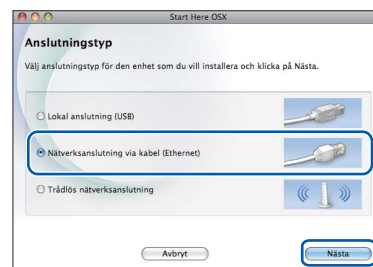 Start Here OSX
Anslutningstyp
Välj anslutningstyp för den enhet som du vill installera och klicka på Nästa.
Lokal anslutning (USB)
Nätverksanslutning via kabel (Ethernet)
Trådlös nätverksanslutning
Avbryt
Nästa